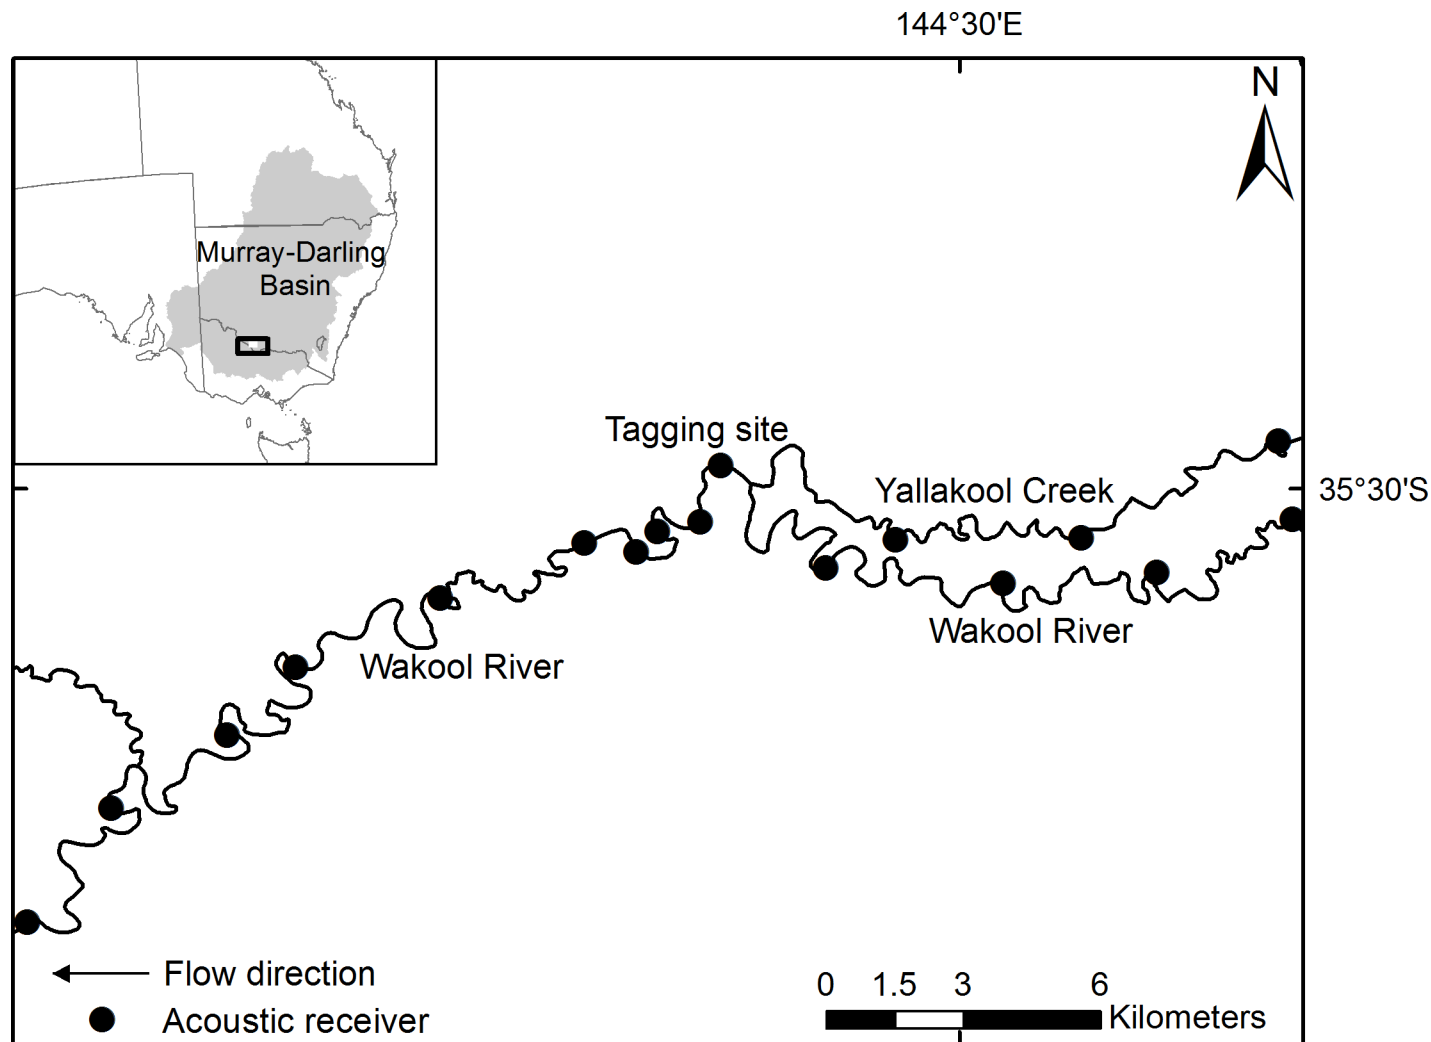 144°30'E
N
Murray-Darling
Basin
Tagging site
Yallakool Creek
35°30'S
Wakool River
Wakool River
Flow direction
0 1.5 3 6
Kilometers
Acoustic receiver